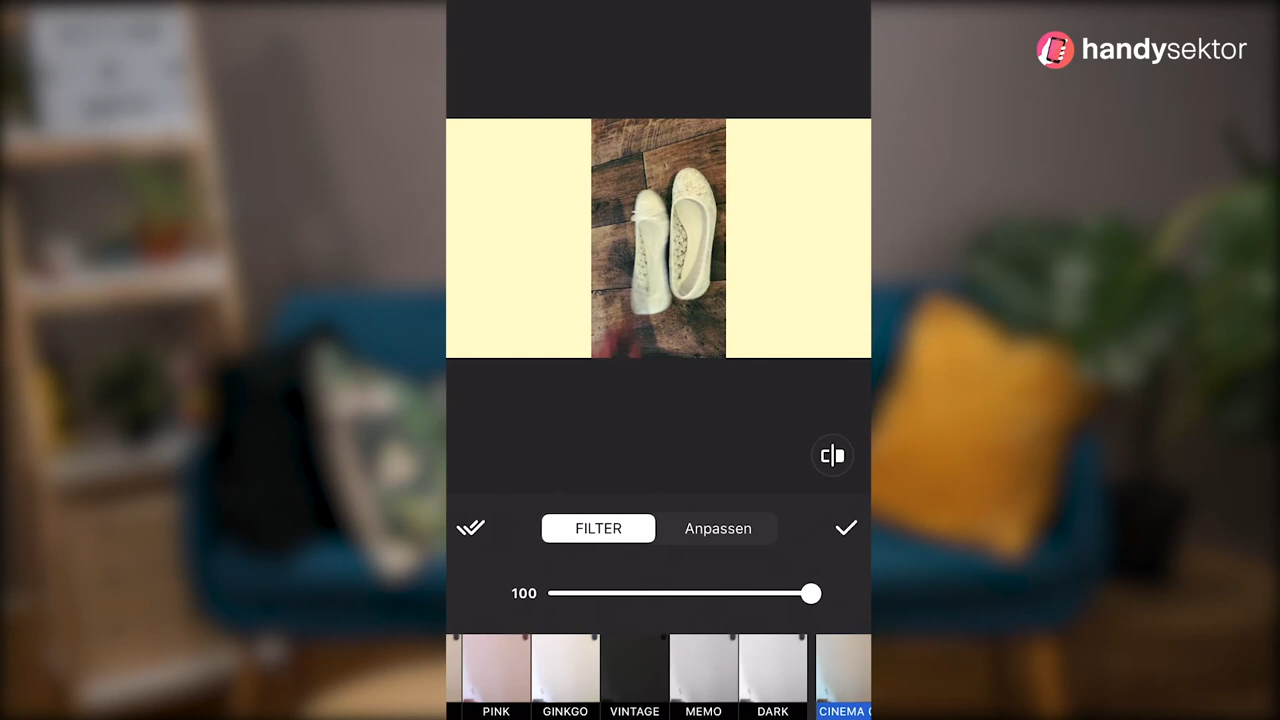 handysektor
FILTER
Anpassen
100
PINK
GINKGO
VINTAGE
MEMO
DARK
CINEMA